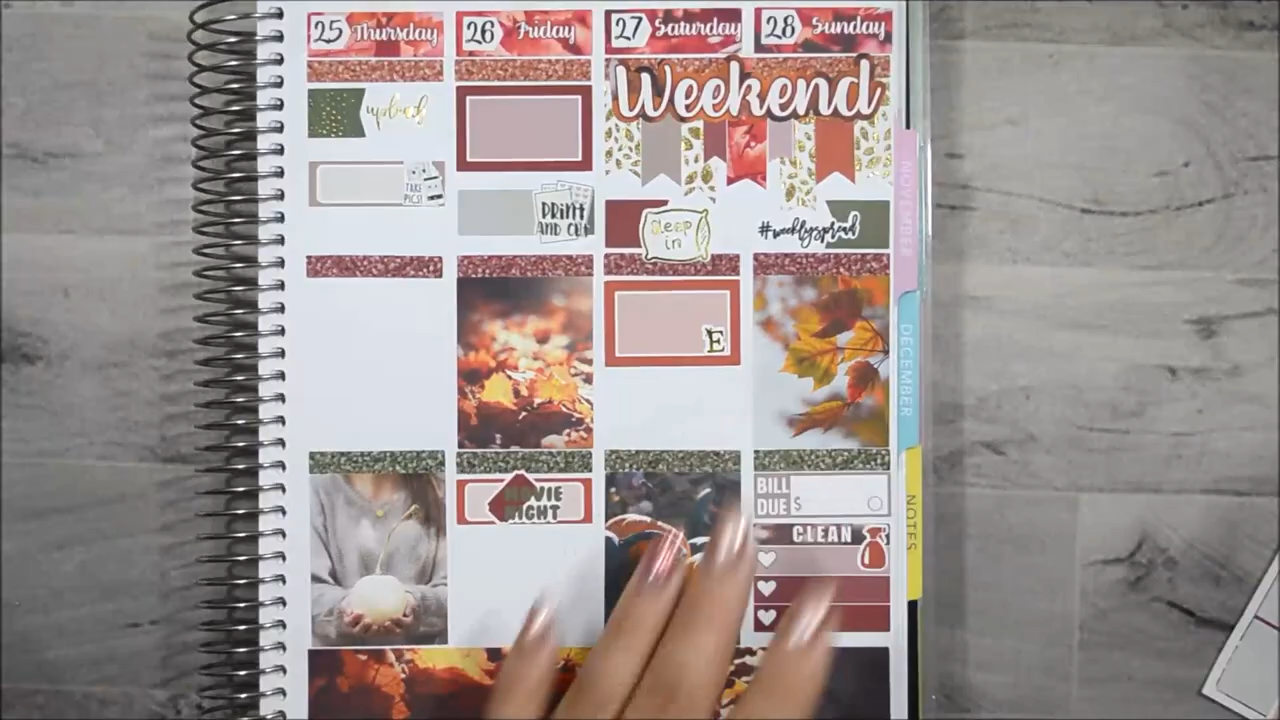 25 Thursday
26 Friday
27 Saturday
28 Sunday
Weekend
upload
TAKE
PICS!
PRINT
AND CUT
Sleep
in
#weeklyspread
E
MOVIE
NIGHT
BILL
DUE $
CLEAN
NOVEMBER
DECEMBER
NOTES